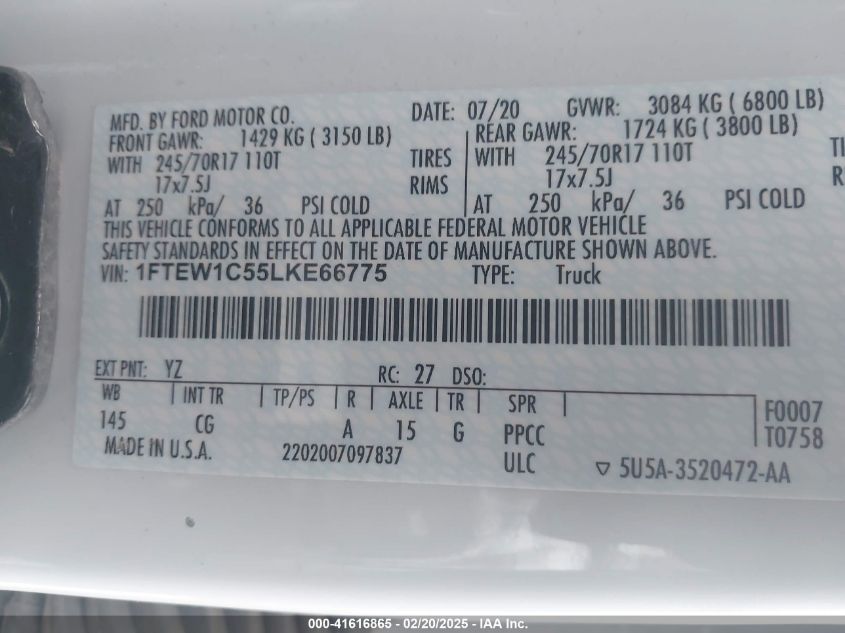 MFD. BY FORD MOTOR CO. DATE: 07/20 GVWR: 3084 KG ( 6800 LB)
FRONT GAWR: 1429 KG ( 3150 LB) REAR GAWR: 1724 KG ( 3800 LB)
WITH 245/70R17 110T TIRES WITH 245/70R17 110T TI
17x7.5J RIMS 17x7.5J R
AT 250 kPa/ 36 PSI COLD AT 250 kPa/ 36 PSI COLD
THIS VEHICLE CONFORMS TO ALL APPLICABLE FEDERAL MOTOR VEHICLE
SAFETY STANDARDS IN EFFECT ON THE DATE OF MANUFACTURE SHOWN ABOVE.
VIN: 1FTEW1C55LKE66775 TYPE: Truck
EXT PNT: YZ RC: 27 DSO:
WB INT TR TP/PS R AXLE TR SPR F0007
145 CG A 15 G PPCC T0758
MADE IN U.S.A. 2202007097837 ULC ▽ 5U5A-3520472-AA
000-41616865 - 02/20/2025 - IAA Inc.